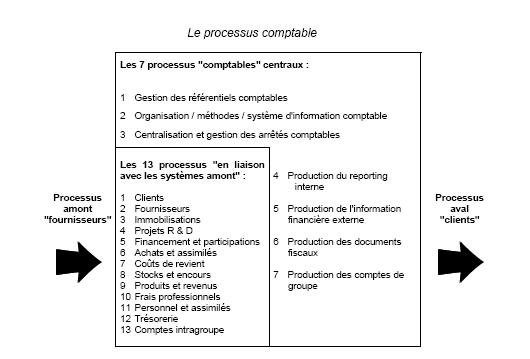 Le processus comptable
Les 7 processus "comptables" centraux :
1 Gestion des référentiels comptables
2 Organisation / méthodes / système d'information comptable
3 Centralisation et gestion des arrêtés comptables
Les 13 processus "en liaison
avec les systèmes amont" :
1 Clients
2 Fournisseurs
3 Immobilisations
4 Projets R & D
5 Financement et participations
6 Achats et assimilés
7 Coûts de revient
8 Stocks et encours
9 Produits et revenus
10 Frais professionnels
11 Personnel et assimilés
12 Trésorerie
13 Comptes intragroupe
4 Production du reporting
interne
5 Production de l'information
financière externe
6 Production des documents
fiscaux
7 Production des comptes de
groupe
Processus
amont
"fournisseurs"
Processus
aval
"clients"